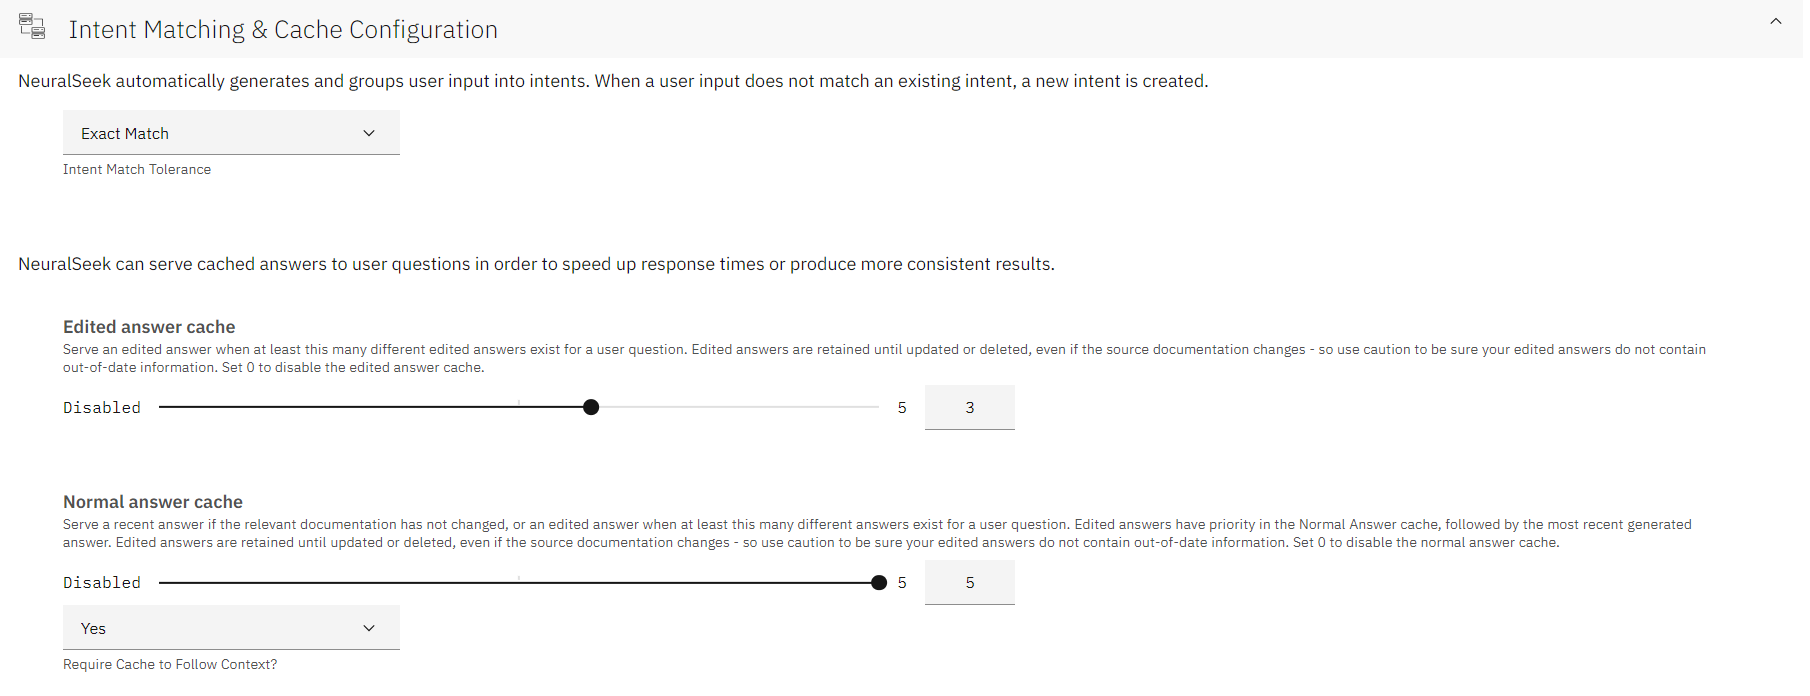 Intent Matching & Cache Configuration
NeuralSeek automatically generates and groups user input into intents. When a user input does not match an existing intent, a new intent is created.
Exact Match
Intent Match Tolerance
NeuralSeek can serve cached answers to user questions in order to speed up response times or produce more consistent results.
Edited answer cache
Serve an edited answer when at least this many different edited answers exist for a user question. Edited answers are retained until updated or deleted, even if the source documentation changes - so use caution to be sure your edited answers do not contain
out-of-date information. Set 0 to disable the edited answer cache.
Disabled 5 3
Normal answer cache
Serve a recent answer if the relevant documentation has not changed, or an edited answer when at least this many different answers exist for a user question. Edited answers have priority in the Normal Answer cache, followed by the most recent generated
answer. Edited answers are retained until updated or deleted, even if the source documentation changes - so use caution to be sure your edited answers do not contain out-of-date information. Set 0 to disable the normal answer cache.
Disabled 5 5
Yes
Require Cache to Follow Context?